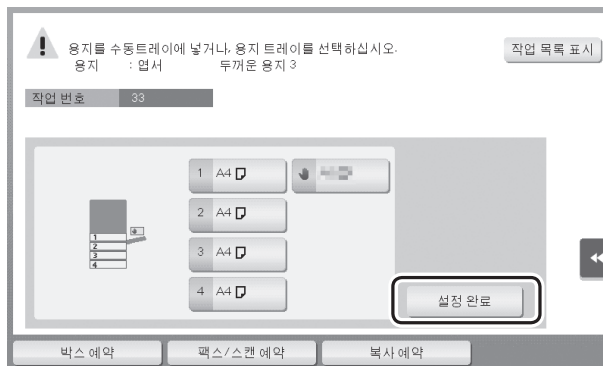 용지를 수동트레이에 넣거나, 용지 트레이를 선택하십시오.
용지 : 엽서 두꺼운 용지 3
작업 목록 표시
작업 번호 33
1 A4
2 A4
3 A4
4 A4
1
2
3
4
설정 완료
박스 예약 팩스/스캔 예약 복사 예약